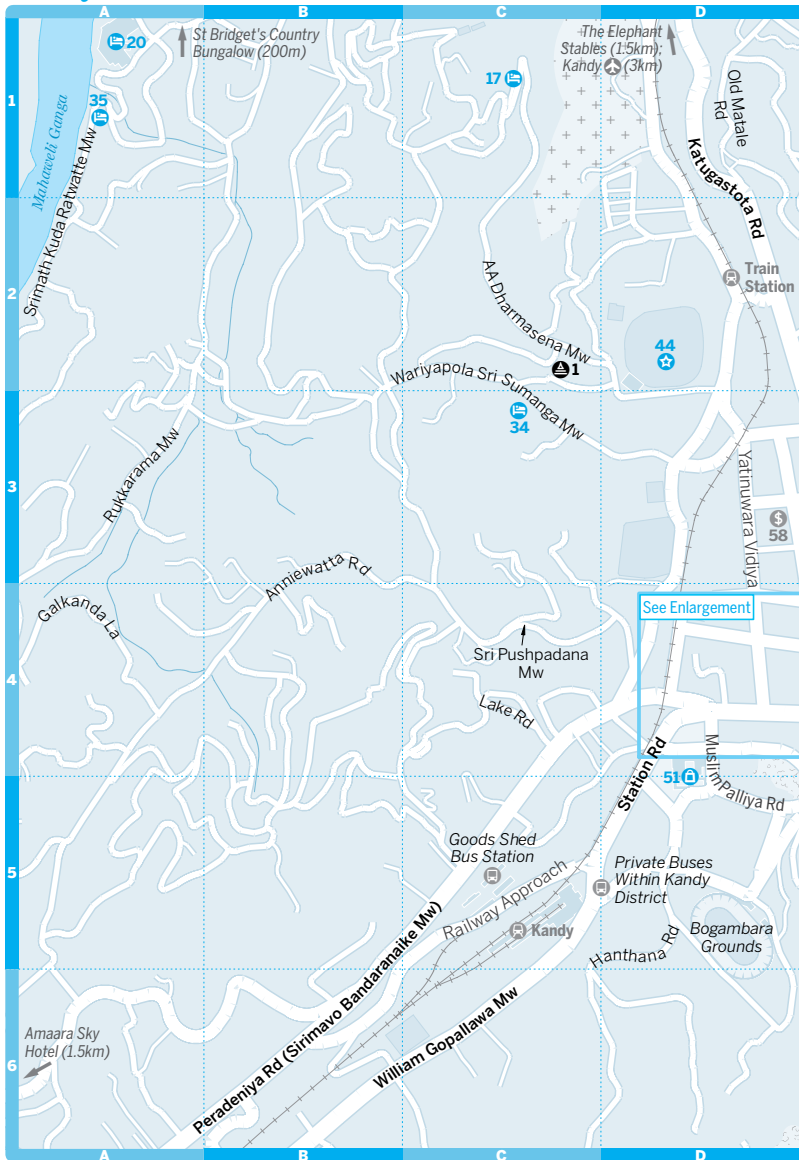 A
B
C
D
20
St Bridget's Country
Bungalow (200m)
The Elephant
Stables (1.5km);
Kandy (3km)
17
1
35
Old Matale
Rd
Mahaweli Ganga
Katugastota Rd
Srimath Kuda Ratwatte Mw
2
AA Dharmasena Mw
Train
Station
44
1
Wariyapola Sri Sumanga Mw
34
3
Rukkarama Mw
Yatinuwara Vidiya
$
58
Anniewatta Rd
Galkanda La
See Enlargement
4
Sri Pushpadana
Mw
Lake Rd
Station Rd
51
Muslim Palliya Rd
5
Goods Shed
Bus Station
Railway Approach
Private Buses
Within Kandy
District
Kandy
Hanthana Rd
Bogambara
Grounds
6
Amaara Sky
Hotel (1.5km)
Peradeniya Rd (Sirimavo Bandaranaike Mw)
William Gopallawa Mw
A
B
C
D